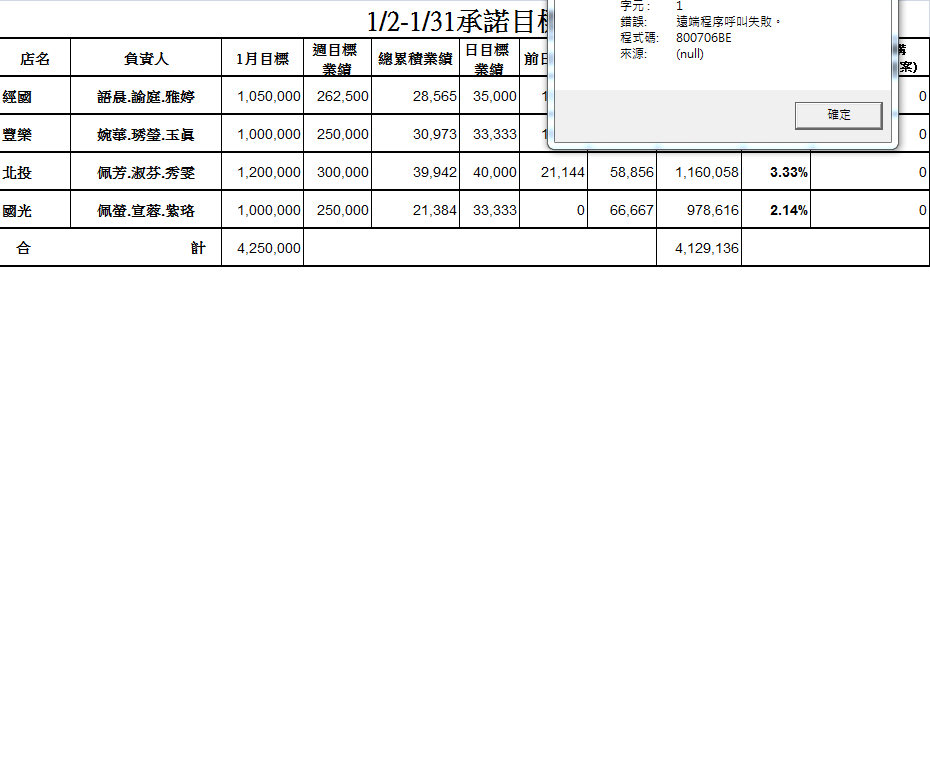 1/2-1/31承諾目標
字元： 1
錯誤: 遠端程序呼叫失敗。
程式碼: 800706BE
來源: (null)
確定
店名 負責人 1月目標 週目標業績 總累積業績 日目標業績 前日
案)
經國 語晨.諭庭.雅婷 1,050,000 262,500 28,565 35,000 1 0
豐樂 婉華.琇瑩.玉真 1,000,000 250,000 30,973 33,333 1 0
北投 佩芳.淑芬.秀雯 1,200,000 300,000 39,942 40,000 21,144 58,856 1,160,058 3.33% 0
國光 佩螢.宣蓉.紫珞 1,000,000 250,000 21,384 33,333 0 66,667 978,616 2.14% 0
合 計 4,250,000 4,129,136